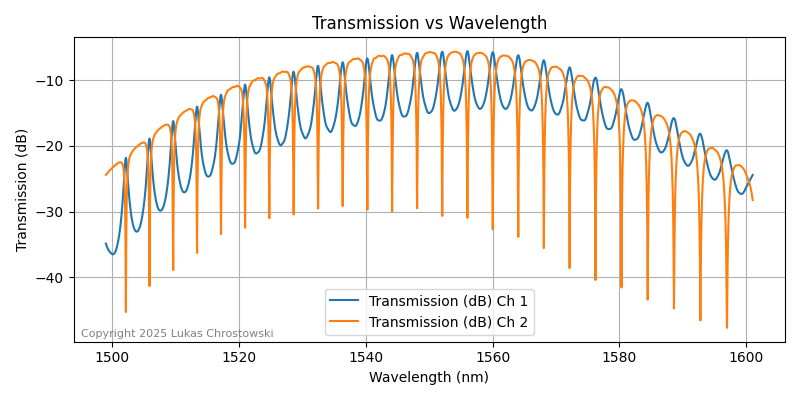 Transmission vs Wavelength
Transmission (dB)
−10
−20
−30
−40
Transmission (dB) Ch 1
Transmission (dB) Ch 2
Copyright 2025 Lukas Chrostowski
1500
1520
1540
1560
1580
1600
Wavelength (nm)